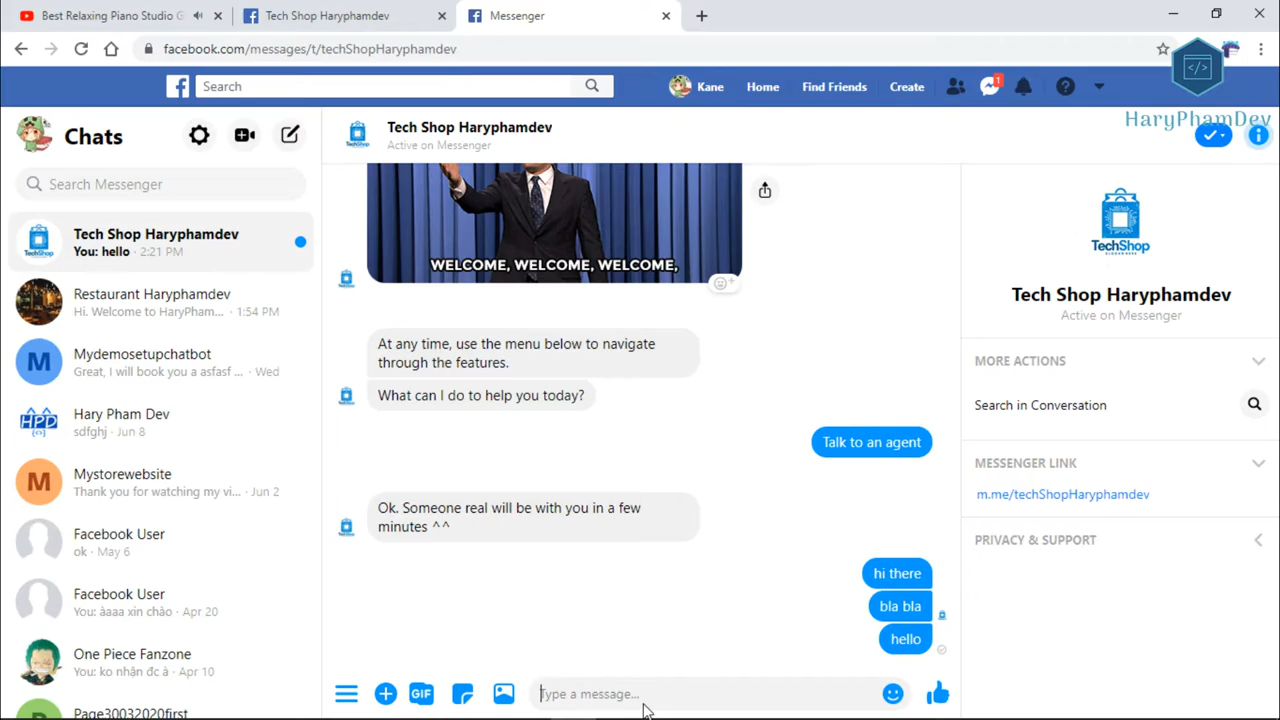 Best Relaxing Piano Studio G
Tech Shop Haryphamdev
Messenger
facebook.com/messages/t/techShopHaryphamdev
Search
Kane
Home
Find Friends
Create
1
HaryPhamDev
Chats
Search Messenger
Tech Shop Haryphamdev
You: hello · 2:21 PM
Restaurant Haryphamdev
Hi. Welcome to HaryPham... · 1:54 PM
M
Mydemosetupchatbot
Great, I will book you a asfasf ... · Wed
HPD
Hary Pham Dev
sdfghj · Jun 8
M
Mystorewebsite
Thank you for watching my vi... · Jun 2
Facebook User
ok · May 6
Facebook User
You: àaaa xin chào · Apr 20
One Piece Fanzone
You: ko nhận đc à · Apr 10
Page30032020first
Tech Shop Haryphamdev
Active on Messenger
WELCOME, WELCOME, WELCOME,
At any time, use the menu below to navigate
through the features.
What can I do to help you today?
Talk to an agent
Ok. Someone real will be with you in a few
minutes ^^
hi there
bla bla
hello
GIF
Type a message...
TechShop
Tech Shop Haryphamdev
Active on Messenger
MORE ACTIONS
Search in Conversation
MESSENGER LINK
m.me/techShopHaryphamdev
PRIVACY & SUPPORT